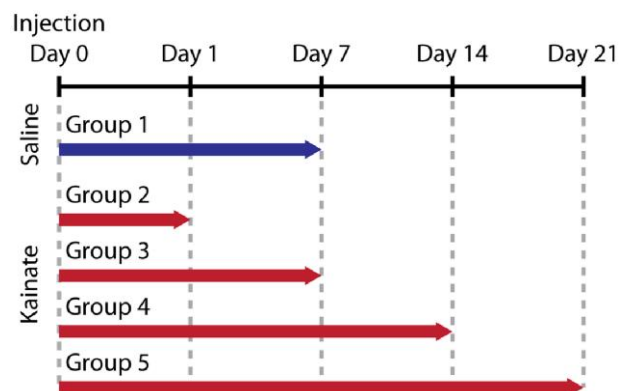 Injection
Day 0 Day 1 Day 7 Day 14 Day 21
Saline
Group 1
Kainate
Group 2
Group 3
Group 4
Group 5